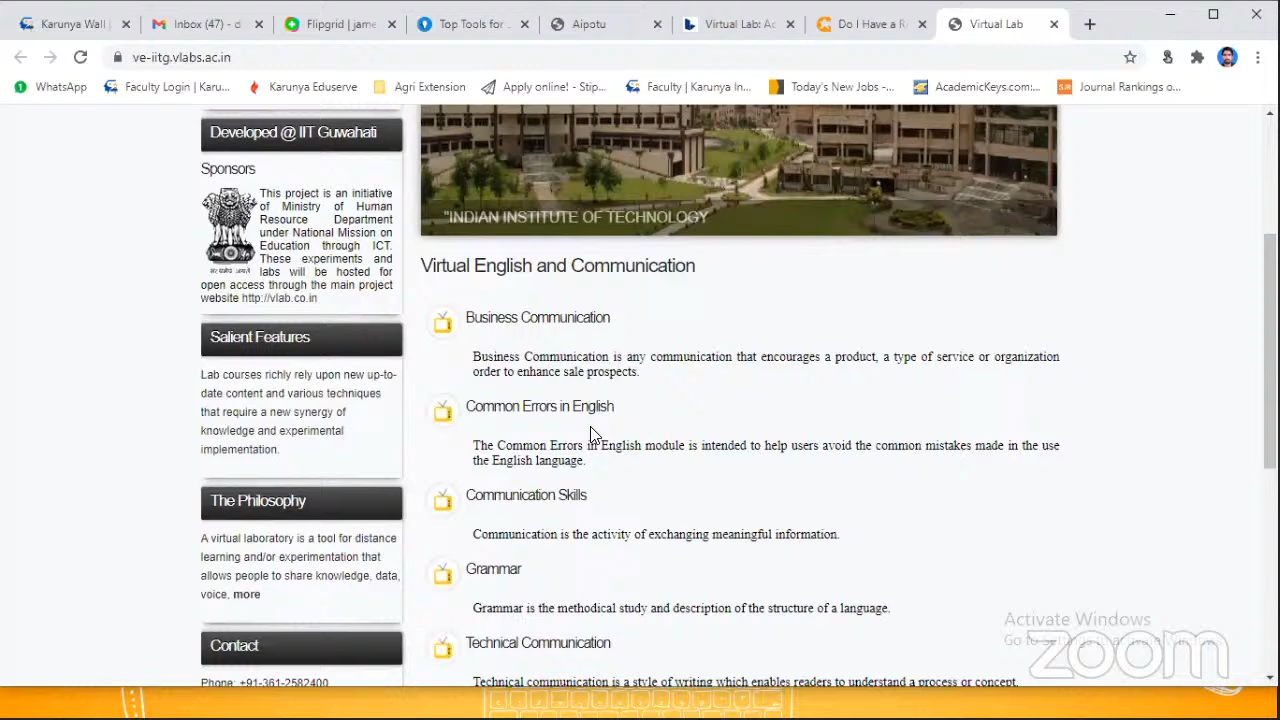 Karunya Wall
Inbox (47) - d
Flipgrid | jame
Top Tools for
Aipotu
Virtual Lab: Ac
Do I Have a R
Virtual Lab
ve-iitg.vlabs.ac.in
WhatsApp
Faculty Login | Kar...
Karunya Eduserve
Agri Extension
Apply online! - Stip...
Faculty | Karunya In...
Today's New Jobs -...
AcademicKeys.com:...
Journal Rankings o...
Developed @ IIT Guwahati
Sponsors
This project is an initiative
of Ministry of Human
Resource Department
under National Mission on
Education through ICT.
These experiments and
labs will be hosted for
open access through the main project
website http://vlab.co.in
सत्यमेव जयते
Salient Features
Lab courses richly rely upon new up-to-
date content and various techniques
that require a new synergy of
knowledge and experimental
implementation.
The Philosophy
A virtual laboratory is a tool for distance
learning and/or experimentation that
allows people to share knowledge, data,
voice, more
Contact
Phone: +91-361-2582400
"INDIAN INSTITUTE OF TECHNOLOGY
Virtual English and Communication
Business Communication
Business Communication is any communication that encourages a product, a type of service or organization
order to enhance sale prospects.
Common Errors in English
The Common Errors in English module is intended to help users avoid the common mistakes made in the use
the English language.
Communication Skills
Communication is the activity of exchanging meaningful information.
Grammar
Grammar is the methodical study and description of the structure of a language.
Technical Communication
Technical communication is a style of writing which enables readers to understand a process or concept.
Activate Windows
Go to Settings to activate Windows.
zoom